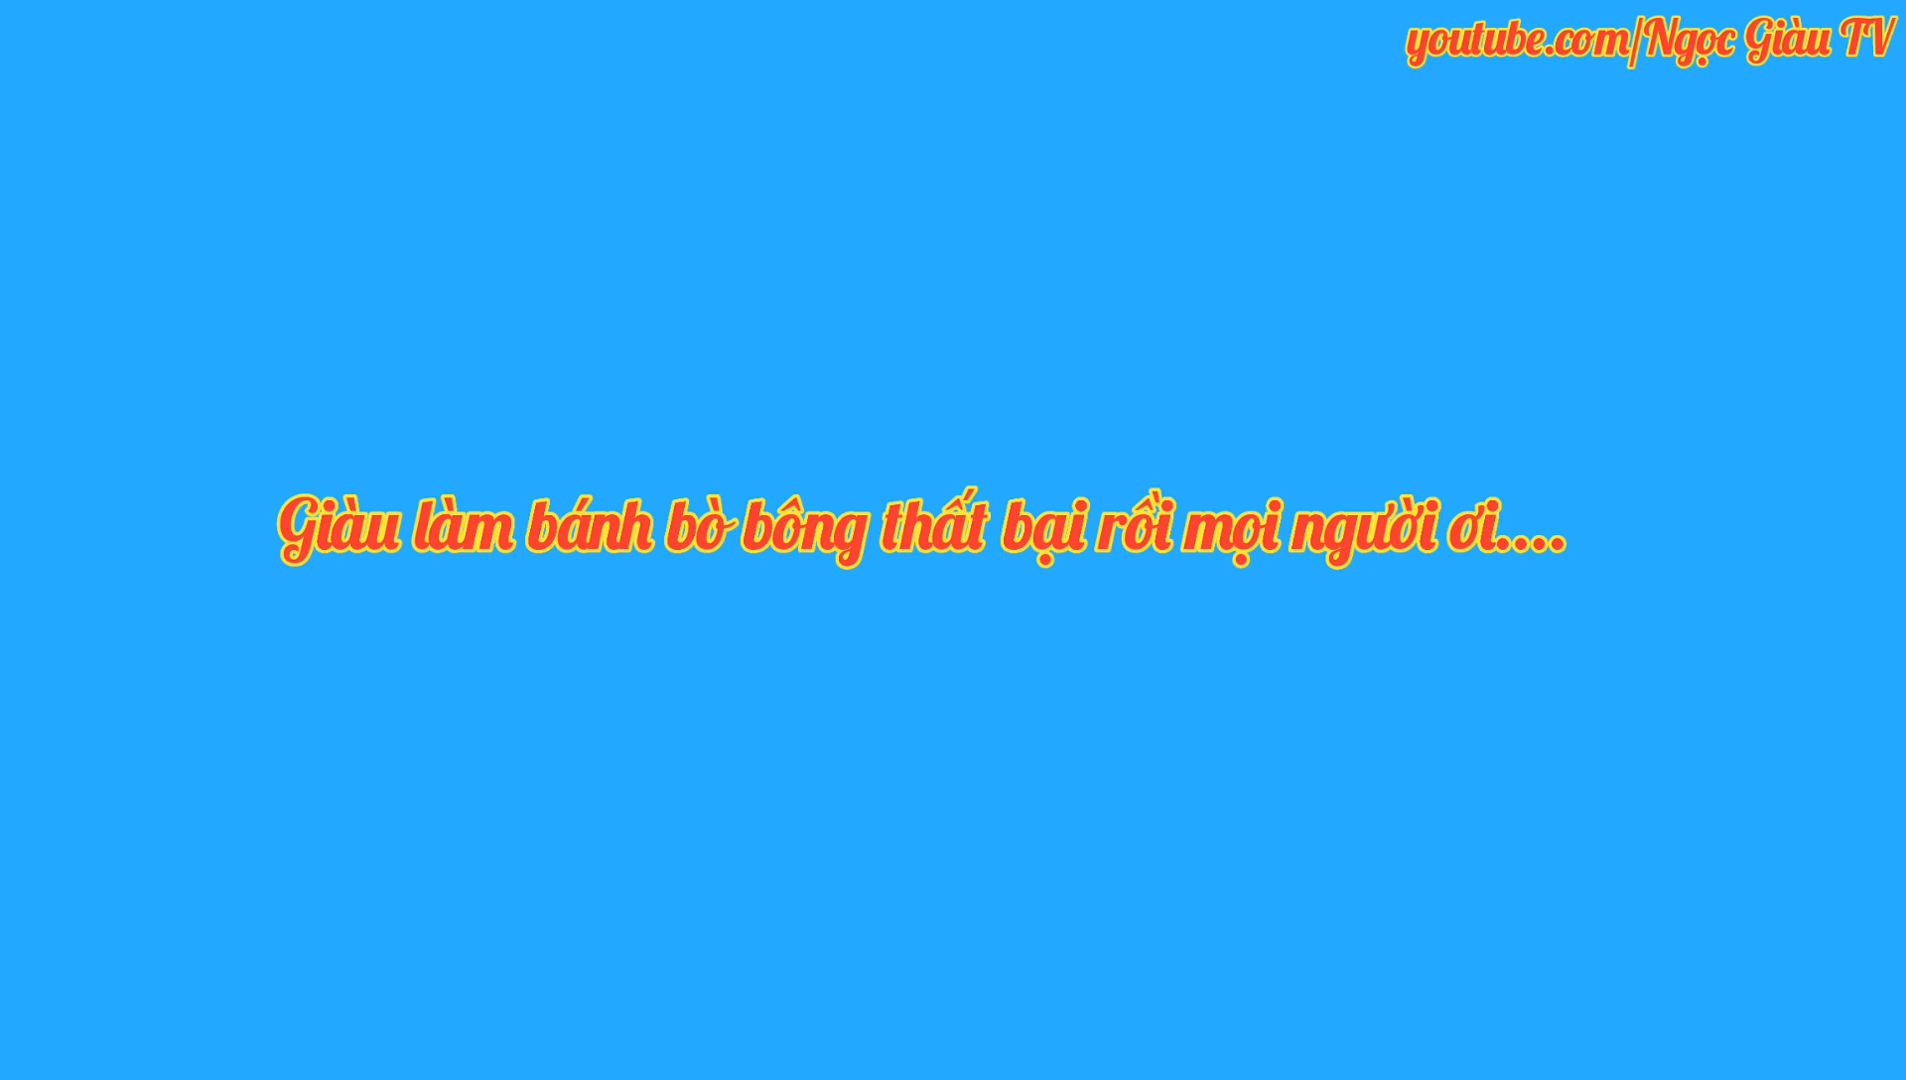 youtube.com/Ngọc Giàu TV
Giàu làm bánh bò bông thất bại rồi mọi người ơi....